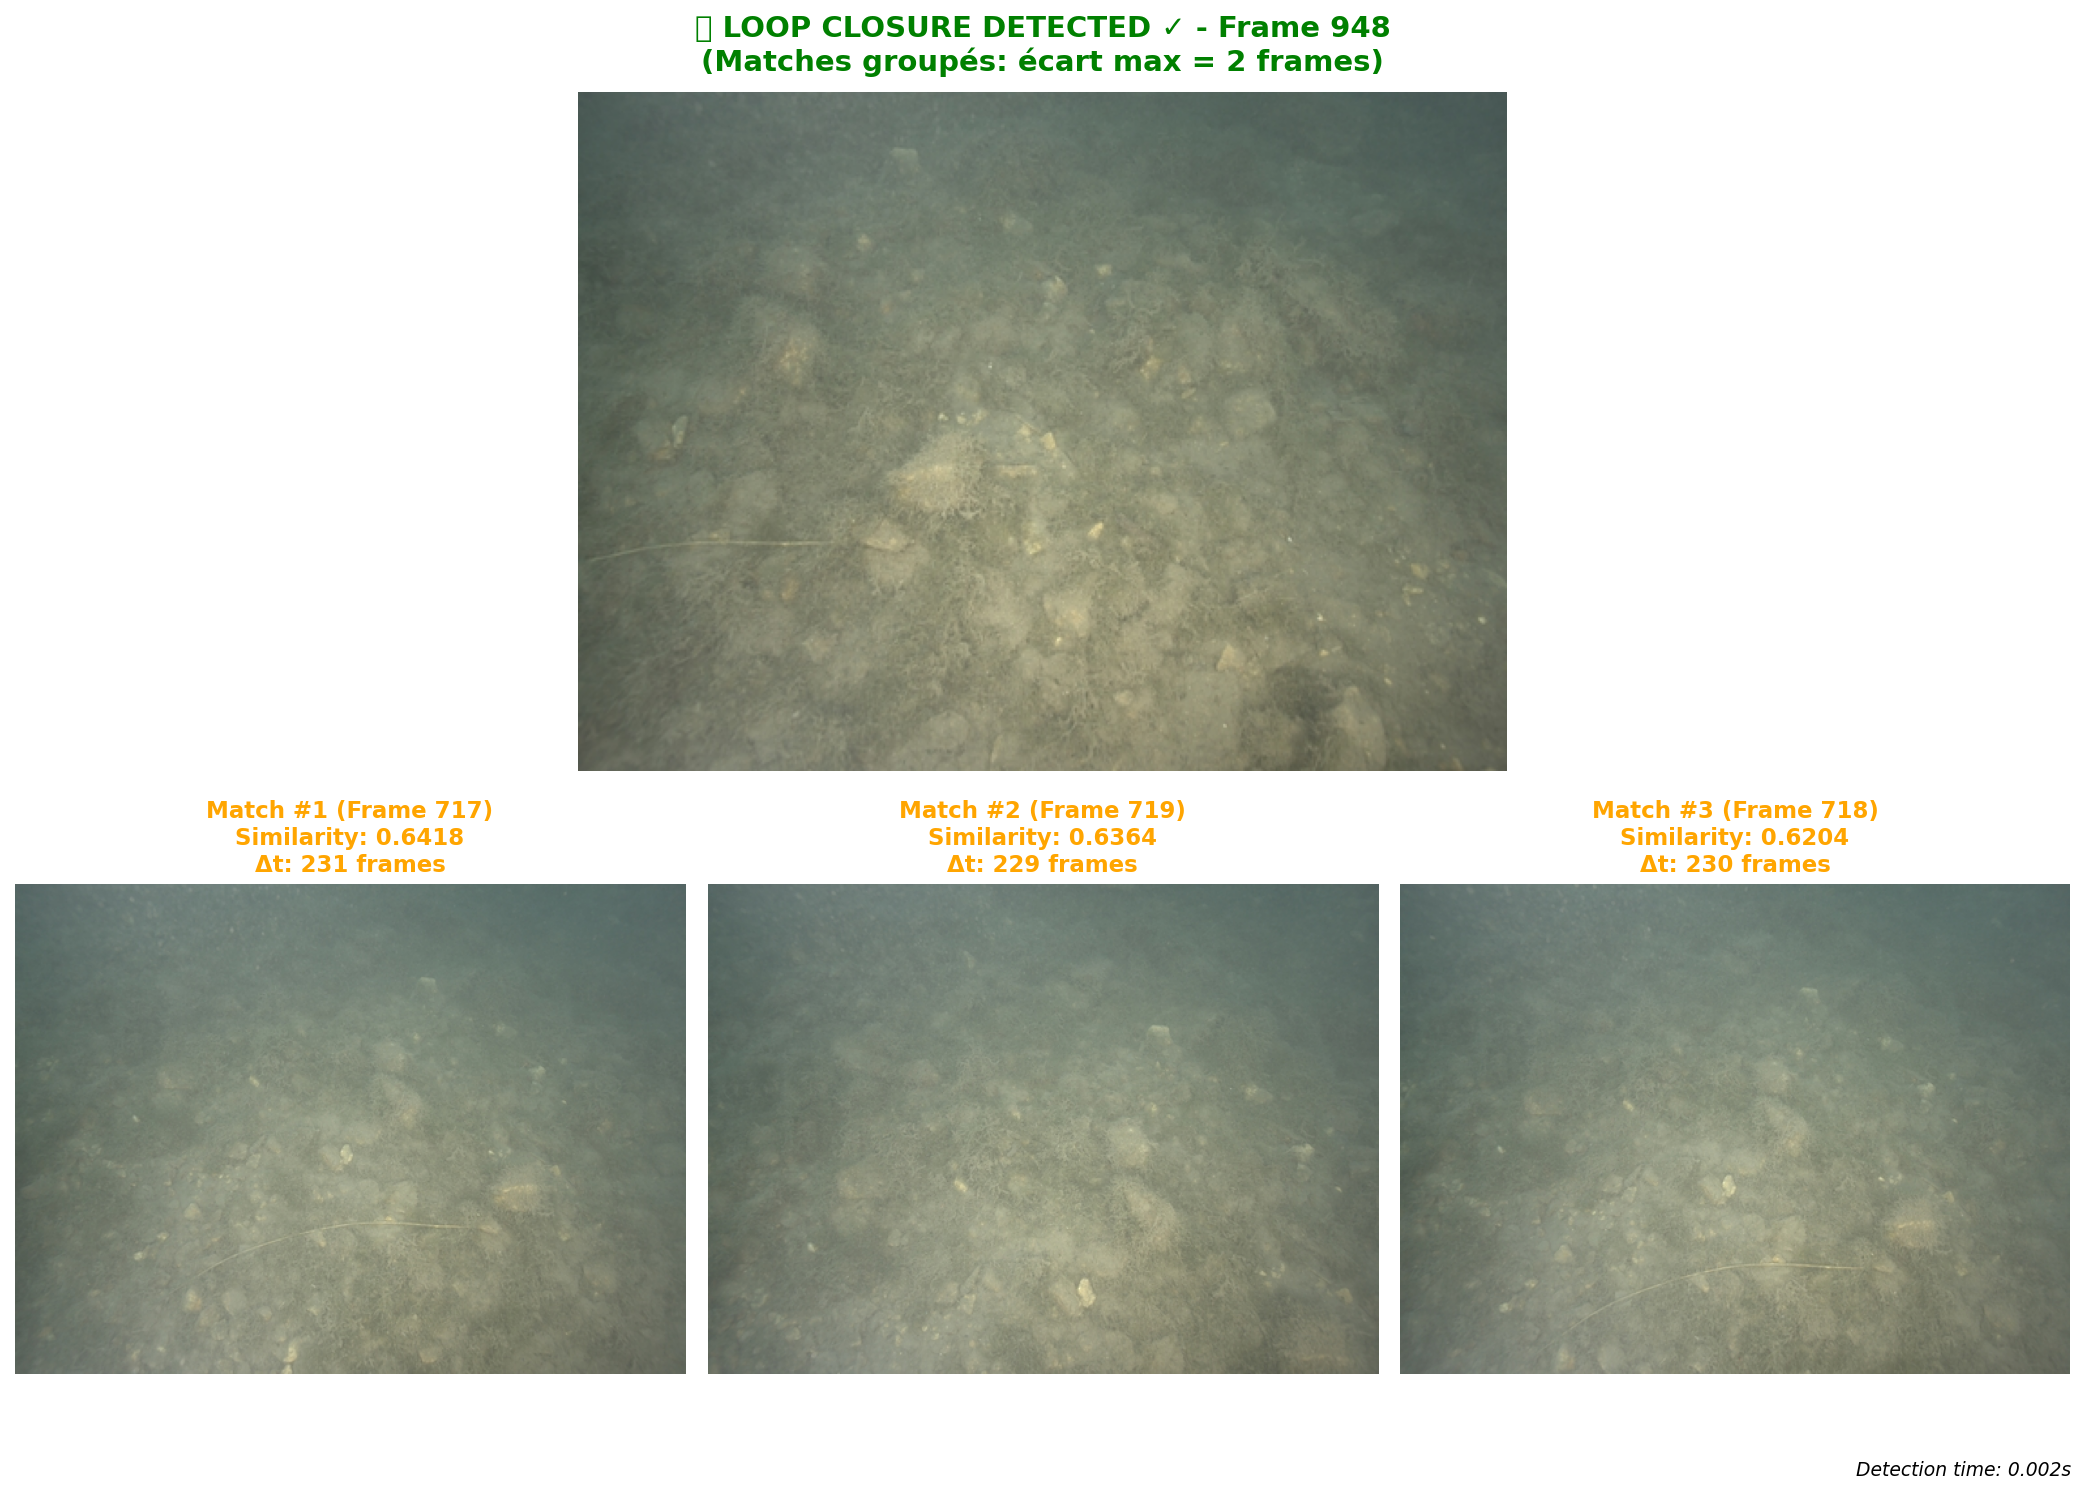 LOOP CLOSURE DETECTED ✓ - Frame 948
(Matches groupés: écart max = 2 frames)
Match #1 (Frame 717)
Similarity: 0.6418
Δt: 231 frames
Match #2 (Frame 719)
Similarity: 0.6364
Δt: 229 frames
Match #3 (Frame 718)
Similarity: 0.6204
Δt: 230 frames
Detection time: 0.002s